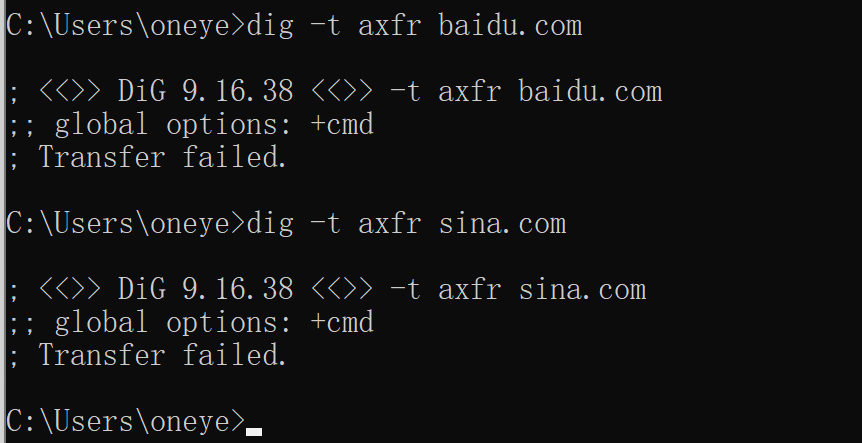 C:\Users\oneye>dig -t axfr baidu.com
; <<>> DiG 9.16.38 <<>> -t axfr baidu.com
;; global options: +cmd
; Transfer failed.
C:\Users\oneye>dig -t axfr sina.com
; <<>> DiG 9.16.38 <<>> -t axfr sina.com
;; global options: +cmd
; Transfer failed.
C:\Users\oneye>